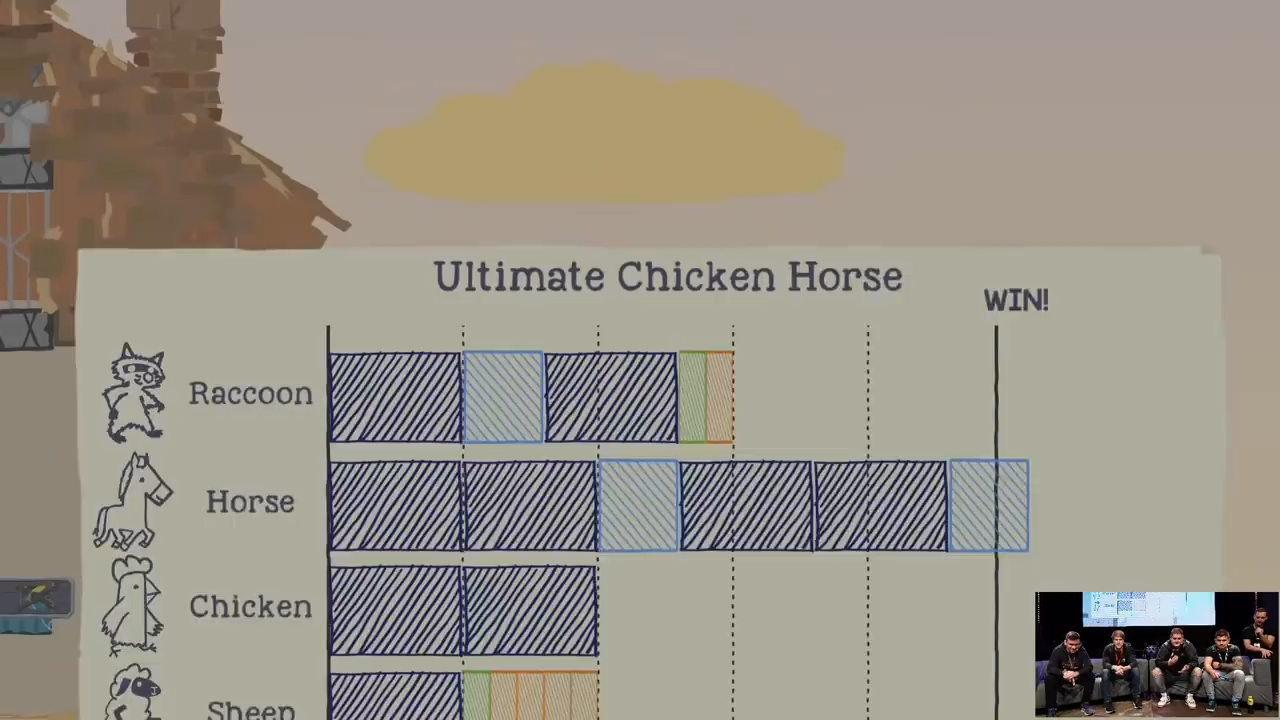 Ultimate Chicken Horse
WIN!
Raccoon
Horse
Chicken
Sheep